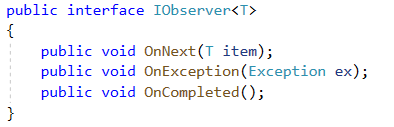 public interface IObserver<T>
{
    public void OnNext(T item);
    public void OnException(Exception ex);
    public void OnCompleted();
}